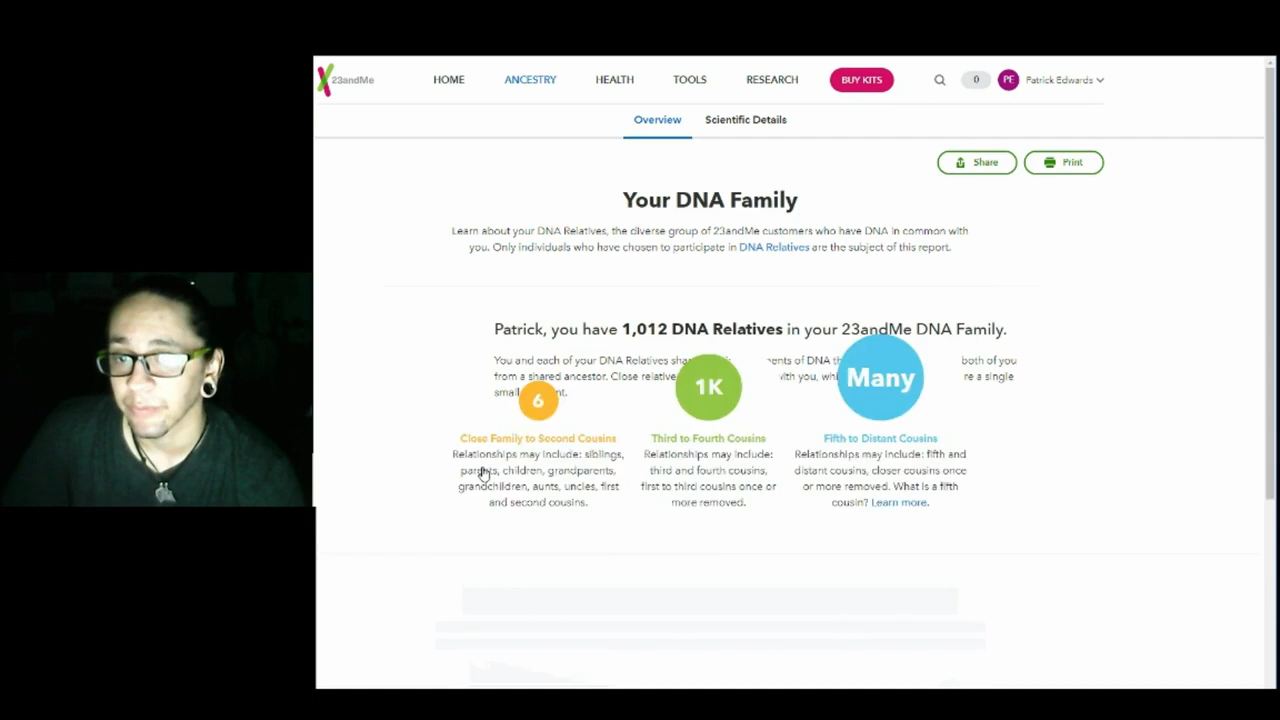 23andMe HOME ANCESTRY HEALTH TOOLS RESEARCH BUY KITS 0 PE Patrick Edwards
Overview Scientific Details
Share Print
Your DNA Family
Learn about your DNA Relatives, the diverse group of 23andMe customers who have DNA in common with
you. Only individuals who have chosen to participate in DNA Relatives are the subject of this report.
Patrick, you have 1,012 DNA Relatives in your 23andMe DNA Family.
You and each of your DNA Relatives of DNA both of you
from a shared ancestor. Close with you, a single
6 1K Many
Close Family to Second Cousins
Relationships may include: siblings,
parents, children, grandparents,
grandchildren, aunts, uncles, first
and second cousins.
Third to Fourth Cousins
Relationships may include:
third and fourth cousins,
first to third cousins once or
more removed.
Fifth to Distant Cousins
Relationships may include: fifth and
distant cousins, closer cousins once
or more removed. What is a fifth
cousin? Learn more.